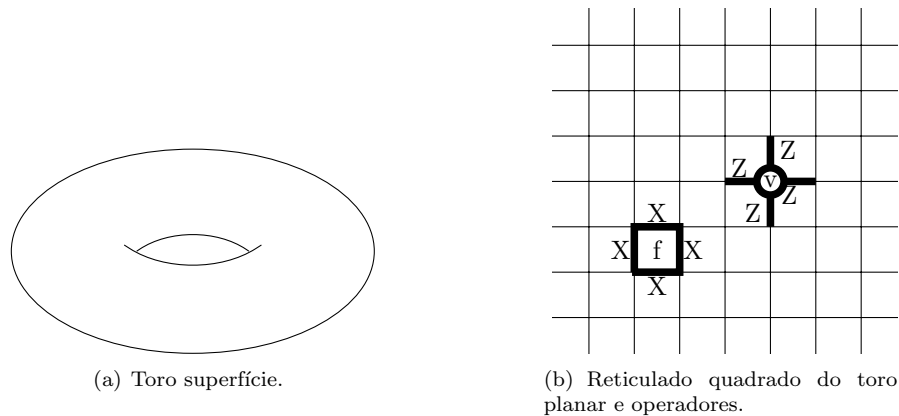 Z
Z
v
Z
Z
X
X
f
X
X
(a) Toro superfície.
(b) Reticulado quadrado do toro
planar e operadores.